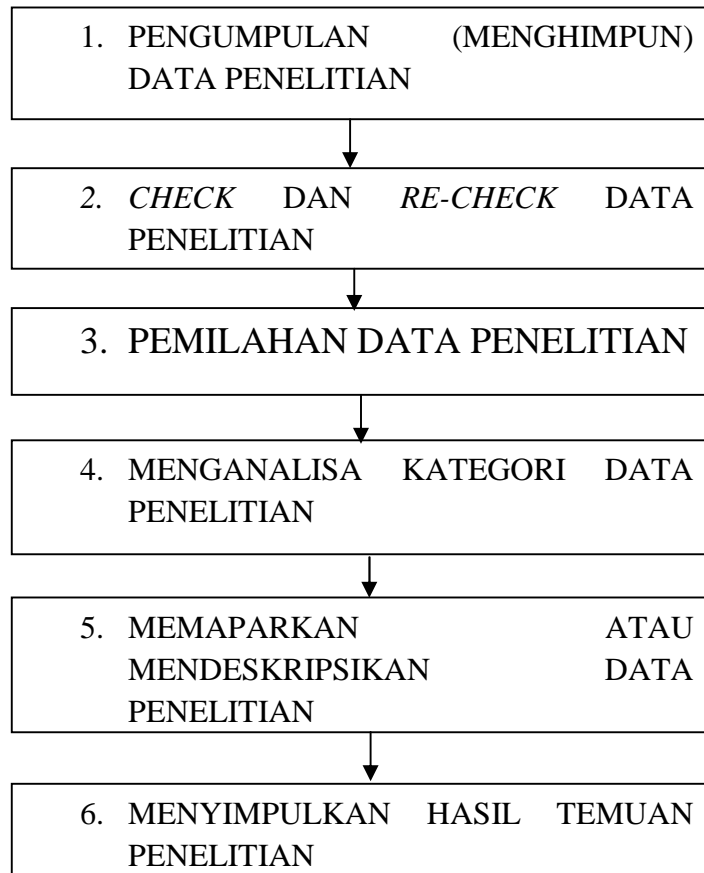 1. PENGUMPULAN (MENGHIMPUN)
DATA PENELITIAN
2. CHECK DAN RE-CHECK DATA
PENELITIAN
3. PEMILAHAN DATA PENELITIAN
4. MENGANALISA KATEGORI DATA
PENELITIAN
5. MEMAPARKAN ATAU
MENDESKRIPSIKAN DATA
PENELITIAN
6. MENYIMPULKAN HASIL TEMUAN
PENELITIAN